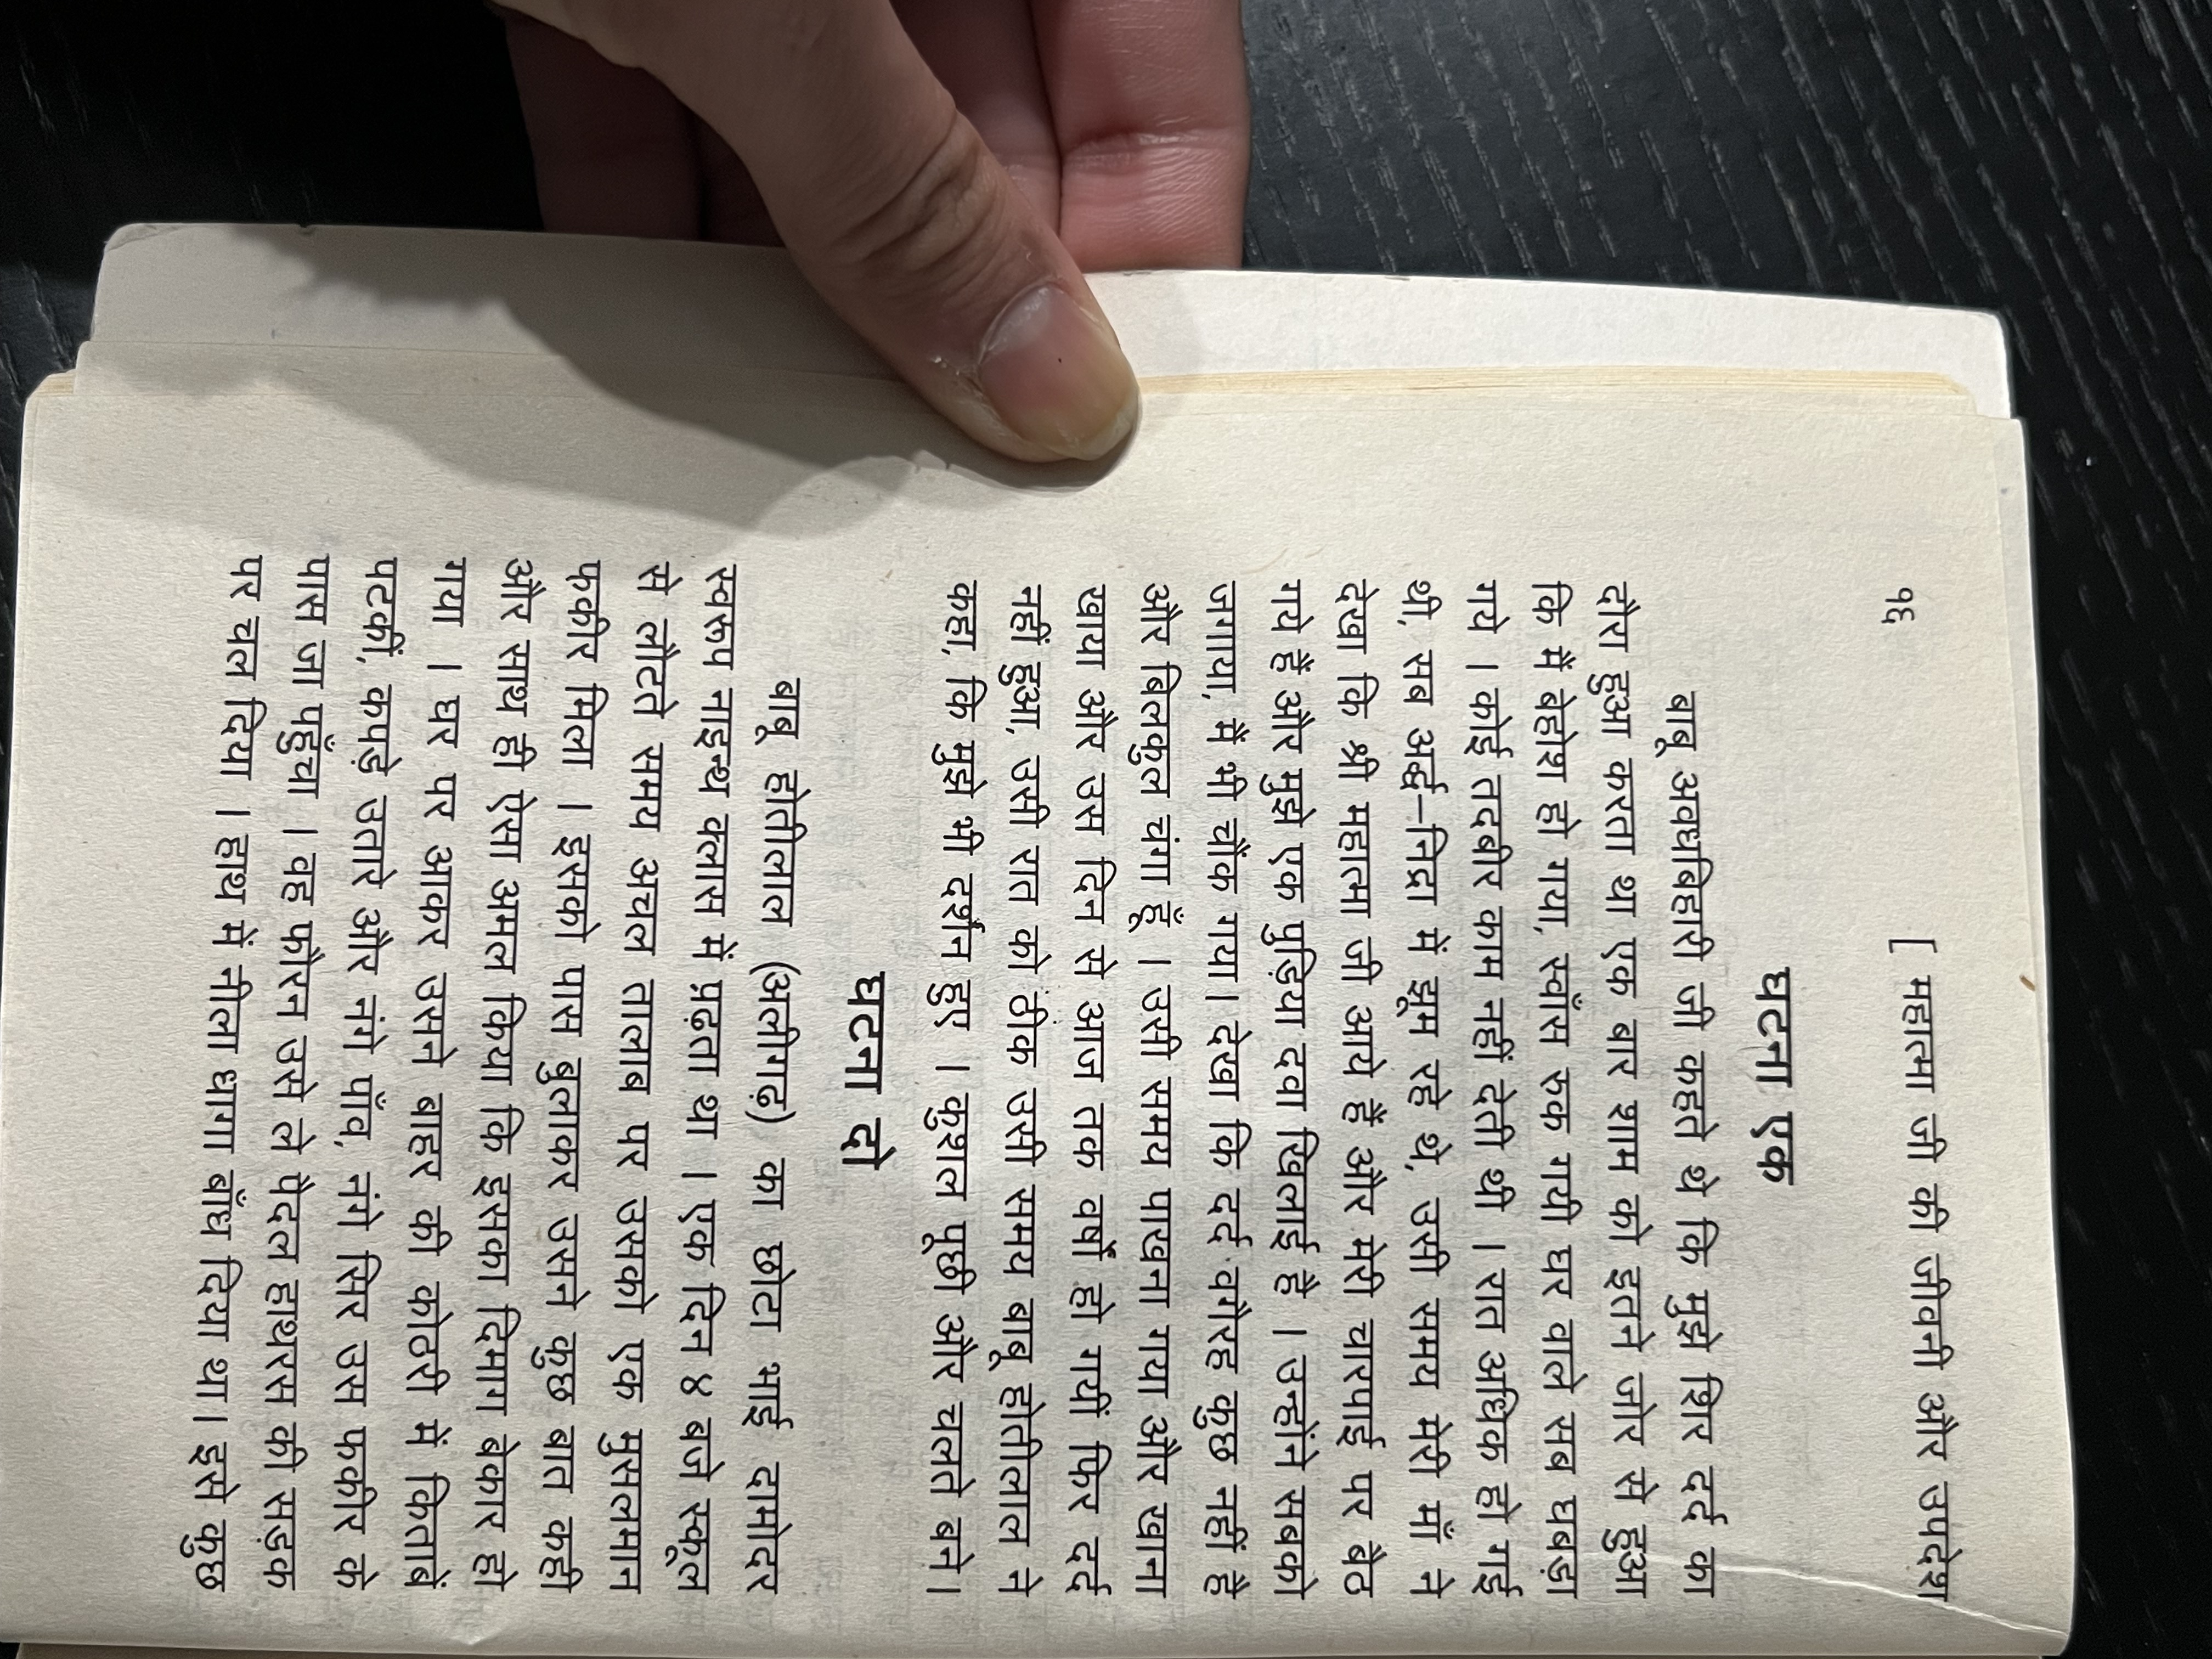 १६ [ महात्मा जी की जीवनी और उपदेश
घटना एक
बाबू अवधबिहारी जी कहते थे कि मुझे शिर दर्द का
दौरा हुआ करता था एक बार शाम को इतने जोर से हुआ
कि मैं बेहोश हो गया, स्वाँस रुक गयी घर वाले सब घबड़ा
गये । कोई तदबीर काम नहीं देती थी । रात अधिक हो गई
थी, सब अर्द्ध–निद्रा में झूम रहे थे, उसी समय मेरी माँ ने
देखा कि श्री महात्मा जी आये हैं और मेरी चारपाई पर बैठ
गये हैं और मुझे एक पुड़िया दवा खिलाई है । उन्होंने सबको
जगाया, मैं भी चौंक गया। देखा कि दर्द वगैरह कुछ नहीं है
और बिलकुल चंगा हूँ । उसी समय पाखना गया और खाना
खाया और उस दिन से आज तक वर्षों हो गयीं फिर दर्द
नहीं हुआ, उसी रात को ठीक उसी समय बाबू होतीलाल ने
कहा, कि मुझे भी दर्शन हुए । कुशल पूछी और चलते बने ।
घटना दो
बाबू होतीलाल (अलीगढ़) का छोटा भाई दामोदर
स्वरूप नाइन्थ क्लास में पढ़ता था । एक दिन ४ बजे स्कूल
से लौटते समय अचल तालाब पर उसको एक मुसलमान
फकीर मिला । इसको पास बुलाकर उसने कुछ बात कही
और साथ ही ऐसा अमल किया कि इसका दिमाग बेकार हो
गया । घर पर आकर उसने बाहर की कोठरी में किताबें
पटकीं, कपड़े उतारे और नंगे पाँव, नंगे सिर उस फकीर के
पास जा पहुँचा । वह फौरन उसे ले पैदल हाथरस की सड़क
पर चल दिया । हाथ में नीला धागा बाँध दिया था। इसे कुछ